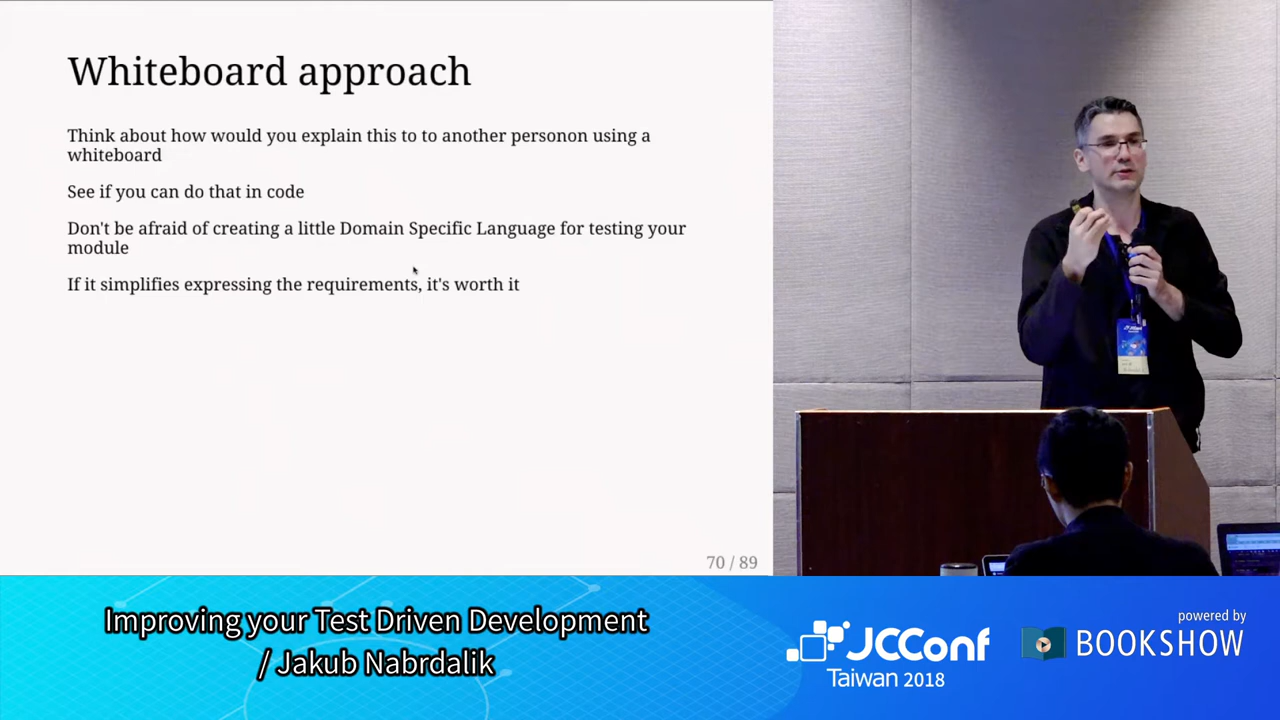 Whiteboard approach
Think about how would you explain this to to another personon using a
whiteboard
See if you can do that in code
Don't be afraid of creating a little Domain Specific Language for testing your
module
If it simplifies expressing the requirements, it's worth it
70 / 89
Improving your Test Driven Development
/ Jakub Nabrdalik
JCConf
Taiwan 2018
powered by
BOOKSHOW